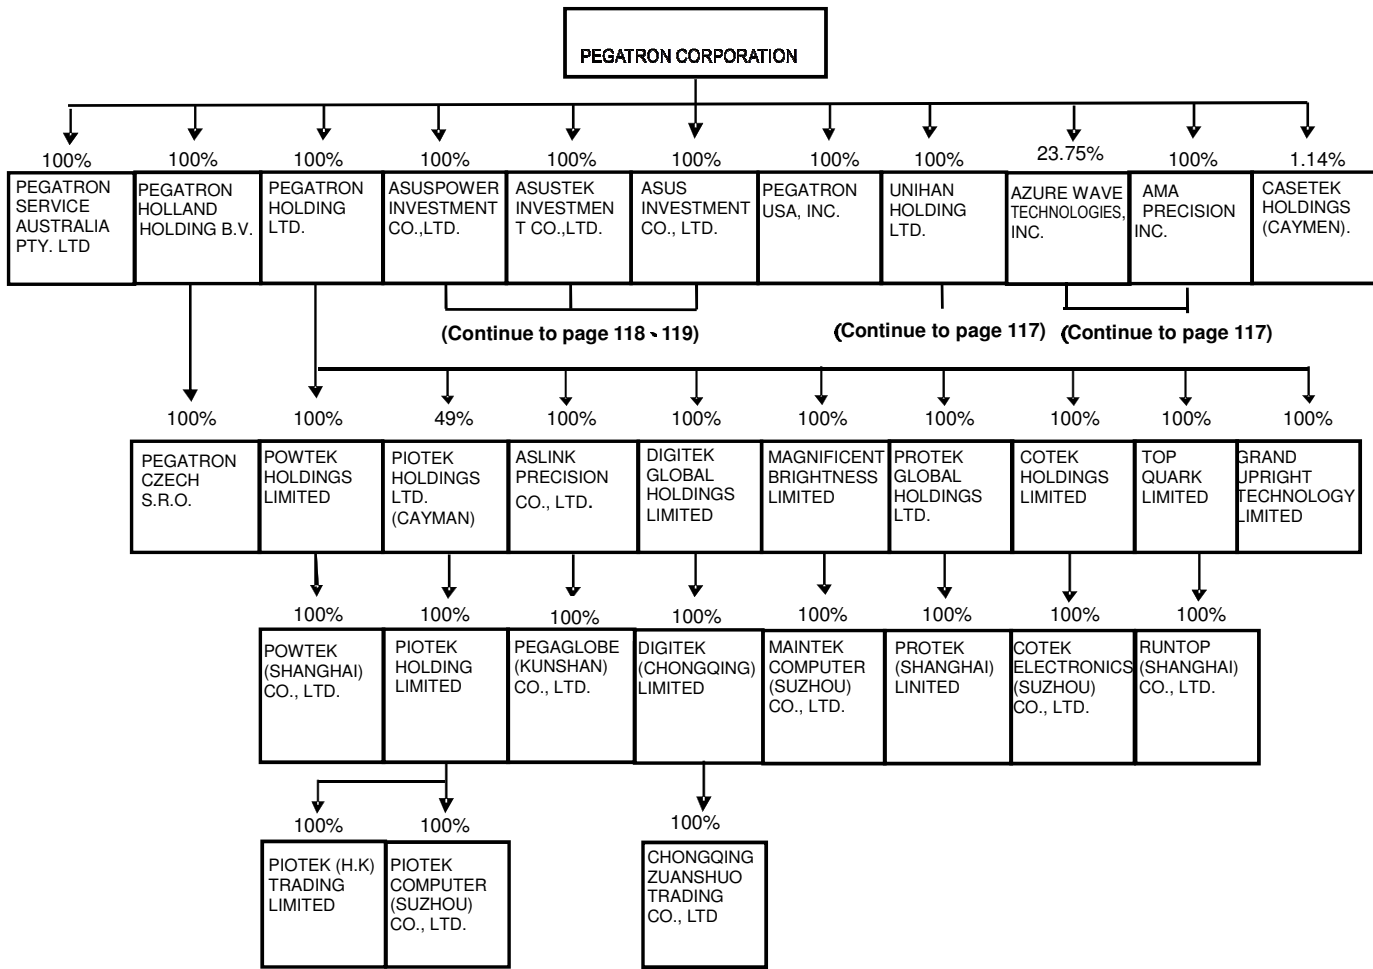 PEGATRON CORPORATION
100% 100% 100% 100% 100% 100% 100% 100% 23.75% 100% 1.14%
PEGATRON
SERVICE
AUSTRALIA
PTY. LTD
PEGATRON
HOLLAND
HOLDING B.V.
PEGATRON
HOLDING
LTD.
ASUSPOWER
INVESTMENT
CO.,LTD.
ASUSTEK
INVESTMEN
T CO.,LTD.
ASUS
INVESTMENT
CO., LTD.
PEGATRON
USA, INC.
UNIHAN
HOLDING
LTD.
AZURE WAVE
TECHNOLOGIES,
INC.
AMA
PRECISION
INC.
CASETEK
HOLDINGS
(CAYMEN).
(Continue to page 118 - 119)
(Continue to page 117)
(Continue to page 117)
100% 100% 49% 100% 100% 100% 100% 100% 100% 100%
PEGATRON
CZECH
S.R.O.
POWTEK
HOLDINGS
LIMITED
PIOTEK
HOLDINGS
LTD.
(CAYMAN)
ASLINK
PRECISION
CO., LTD.
DIGITEK
GLOBAL
HOLDINGS
LIMITED
MAGNIFICENT
BRIGHTNESS
LIMITED
PROTEK
GLOBAL
HOLDINGS
LTD.
COTEK
HOLDINGS
LIMITED
TOP
QUARK
LIMITED
GRAND
UPRIGHT
TECHNOLOGY
LIMITED
100% 100% 100% 100% 100% 100% 100% 100%
POWTEK
(SHANGHAI)
CO., LTD.
PIOTEK
HOLDING
LIMITED
PEGAGLOBE
(KUNSHAN)
CO., LTD.
DIGITEK
(CHONGQING)
LIMITED
MAINTEK
COMPUTER
(SUZHOU)
CO., LTD.
PROTEK
(SHANGHAI)
LINITED
COTEK
ELECTRONICS
(SUZHOU)
CO., LTD.
RUNTOP
(SHANGHAI)
CO., LTD.
100% 100% 100%
PIOTEK (H.K)
TRADING
LIMITED
PIOTEK
COMPUTER
(SUZHOU)
CO., LTD.
CHONGQING
ZUANSHUO
TRADING
CO., LTD